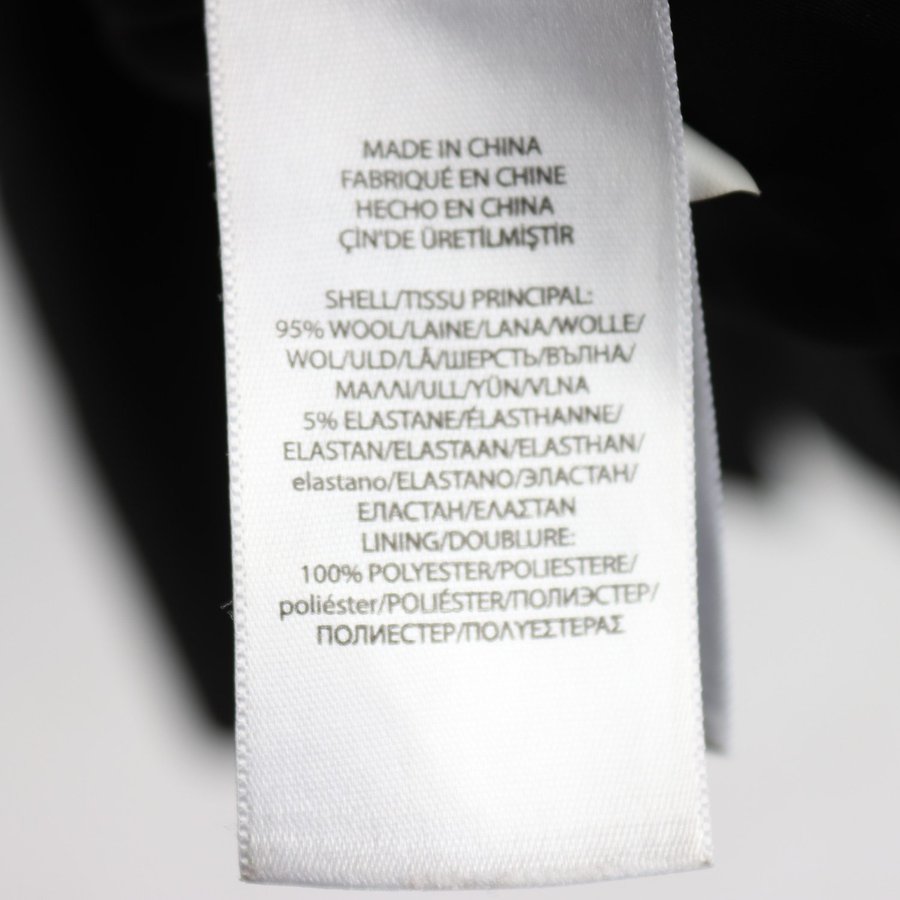 MADE IN CHINA
FABRIQUÉ EN CHINE
HECHO EN CHINA
ÇİN'DE ÜRETİLMİŞTİR
SHELL/TISSU PRINCIPAL:
95% WOOL/LAINE/LANA/WOLLE/
WOL/ULD/LÃ/ШЕРСТЬ/ВЪЛНА/
ΜΑΛΛΙ/ULL/YÜN/VLNA
5% ELASTANE/ÉLASTHANNE/
ELASTAN/ELASTAAN/ELASTHAN/
elastano/ELASTANO/ЭЛАСТАН/
ЕЛАСТАН/ΕΛΑΣΤΑΝ
LINING/DOUBLURE:
100% POLYESTER/POLIESTERE/
poliéster/POLIÉSTER/ПОЛИЭСТЕР/
ПОЛИЕСТЕР/ΠΟΛΥΕΣΤΕΡΑΣ